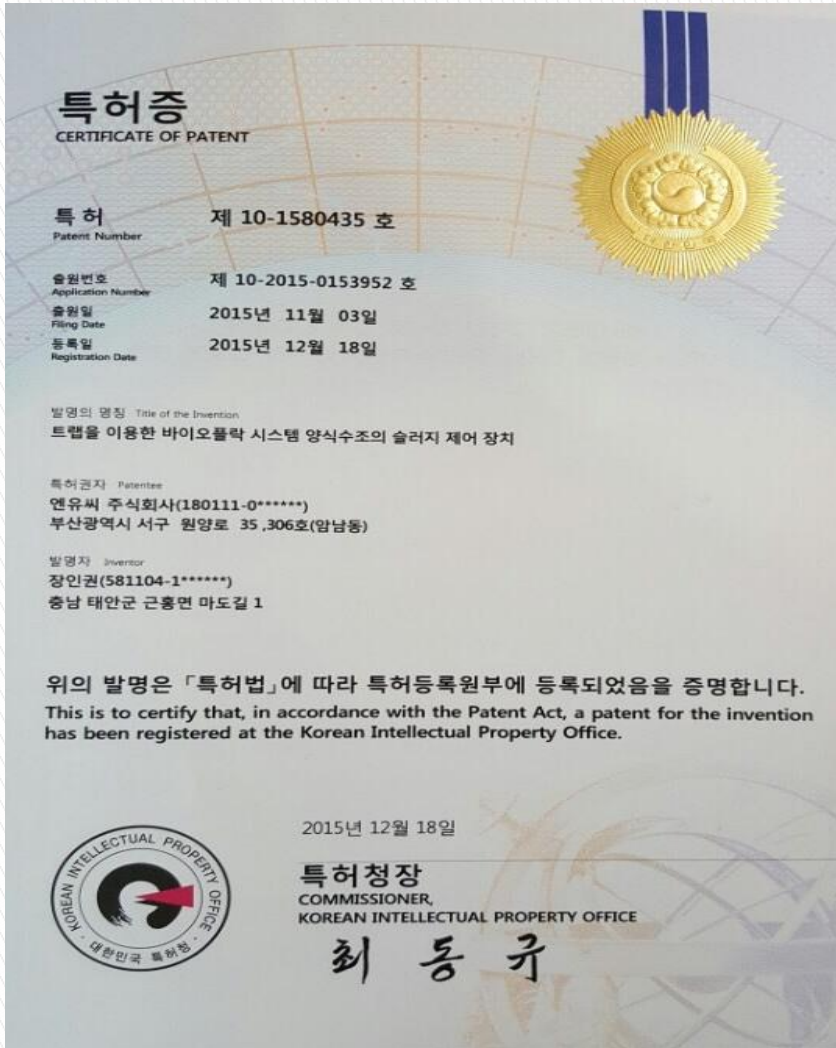 특허증
CERTIFICATE OF PATENT
특 허 제 10-1580435 호
Patent Number
출원번호 제 10-2015-0153952 호
Application Number
출원일 2015년 11월 03일
Filing Date
등록일 2015년 12월 18일
Registration Date
발명의 명칭 Title of the Invention
트랩을 이용한 바이오플락 시스템 양식수조의 슬러지 제어 장치
특허권자 Patentee
엔유씨 주식회사(180111-0******)
부산광역시 서구 원양로 35 ,306호(암남동)
발명자 Inventor
장인권(581104-1******)
충남 태안군 근흥면 마도길 1
위의 발명은 「특허법」에 따라 특허등록원부에 등록되었음을 증명합니다.
This is to certify that, in accordance with the Patent Act, a patent for the invention
has been registered at the Korean Intellectual Property Office.
2015년 12월 18일
특허청장
COMMISSIONER,
KOREAN INTELLECTUAL PROPERTY OFFICE
최 동 규
KOREAN INTELLECTUAL PROPERTY OFFICE
대한민국 특허청